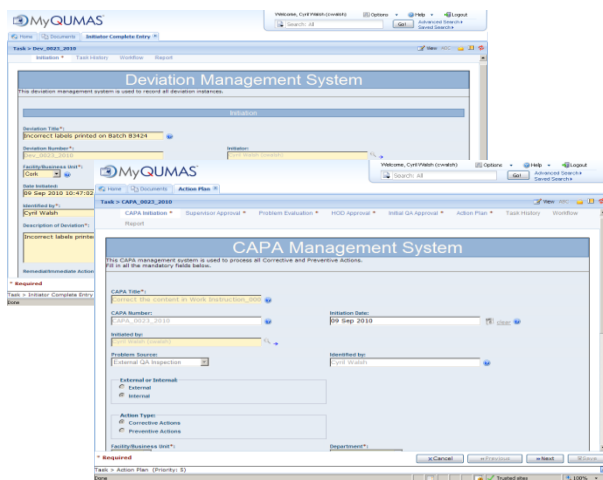 MyQUMAS
Welcome, Cyril Walsh (cwalsh) Options Help Logout
Search: All Go! Advanced Search Saved Search
Home Documents Initiator Complete Entry
Task > Dev_0023_2010 View
Initiation * Task History Workflow Report
Deviation Management System
This deviation management system is used to record all deviation instances.
Initiation
Deviation Title*:
Incorrect labels printed on Batch B3424
Deviation Number*: Initiator:
Dev_0023_2010 Cyril Walsh (cwalsh)
Facility/Business Unit*:
Cork
Date Initiated:
09 Sep 2010 10:47:02
Identified by*:
Cyril Walsh
Description of Deviation*:
Incorrect labels printe
Remedial/Immediate Action
* Required
Task > Initiator Complete Entry
Done
MyQUMAS
Welcome, Cyril Walsh (cwalsh) Options Help Logout
Search: All Go! Advanced Search Saved Search
Home Documents Action Plan
Task > CAPA_0023_2010 View
CAPA Initiation * Supervisor Approval * Problem Evaluation * HOD Approval * Initial QA Approval * Action Plan * Task History Workflow
Report
CAPA Management System
This CAPA management system is used to process all Corrective and Preventive Actions.
Fill in all the mandatory fields below.
CAPA Title*:
Correct the content in Work Instruction_009
CAPA Number: Initiation Date:
CAPA_0023_2010 09 Sep 2010 clear
Initiated by:
Cyril Walsh (cwalsh)
Problem Source: Identified by:
External QA Inspection Cyril Walsh
External or Internal:
External
Internal
Action Type:
Corrective Actions
Preventive Actions
Facility/Business Unit*: Department*:
* Required Cancel Previous Next Save
Task > Action Plan (Priority: 5)
Done Trusted sites 100%